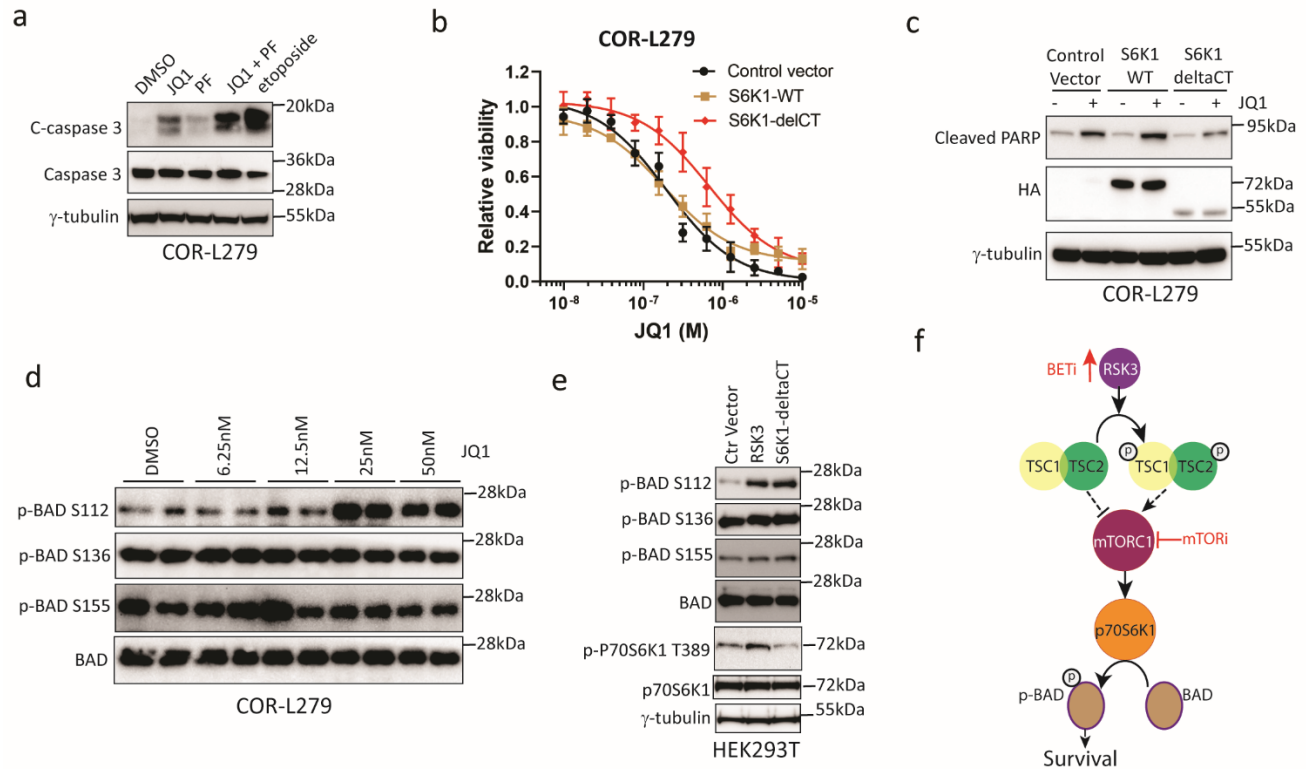 a
DMSO
JQ1
PF
JQ1 + PF
etoposide
C-caspase 3
20kDa
Caspase 3
36kDa
28kDa
γ-tubulin
55kDa
COR-L279
b
COR-L279
Control vector
S6K1-WT
S6K1-delCT
Relative viability
1.2
1.0
0.8
0.6
0.4
0.2
0.0
10-8
10-7
10-6
10-5
JQ1 (M)
c
Control
Vector
S6K1
WT
S6K1
deltaCT
- + - + - + JQ1
Cleaved PARP
95kDa
HA
72kDa
55kDa
γ-tubulin
55kDa
COR-L279
d
DMSO
6.25nM
12.5nM
25nM
50nM
JQ1
p-BAD S112
28kDa
p-BAD S136
28kDa
p-BAD S155
28kDa
BAD
28kDa
COR-L279
e
Ctr Vector
RSK3
S6K1-deltaCT
p-BAD S112
28kDa
p-BAD S136
28kDa
p-BAD S155
28kDa
BAD
28kDa
p-P70S6K1 T389
72kDa
p70S6K1
72kDa
γ-tubulin
55kDa
HEK293T
f
BETi
RSK3
TSC1
TSC2
P
TSC1
TSC2
P
mTORC1
mTORi
p70S6K1
P
p-BAD
BAD
Survival